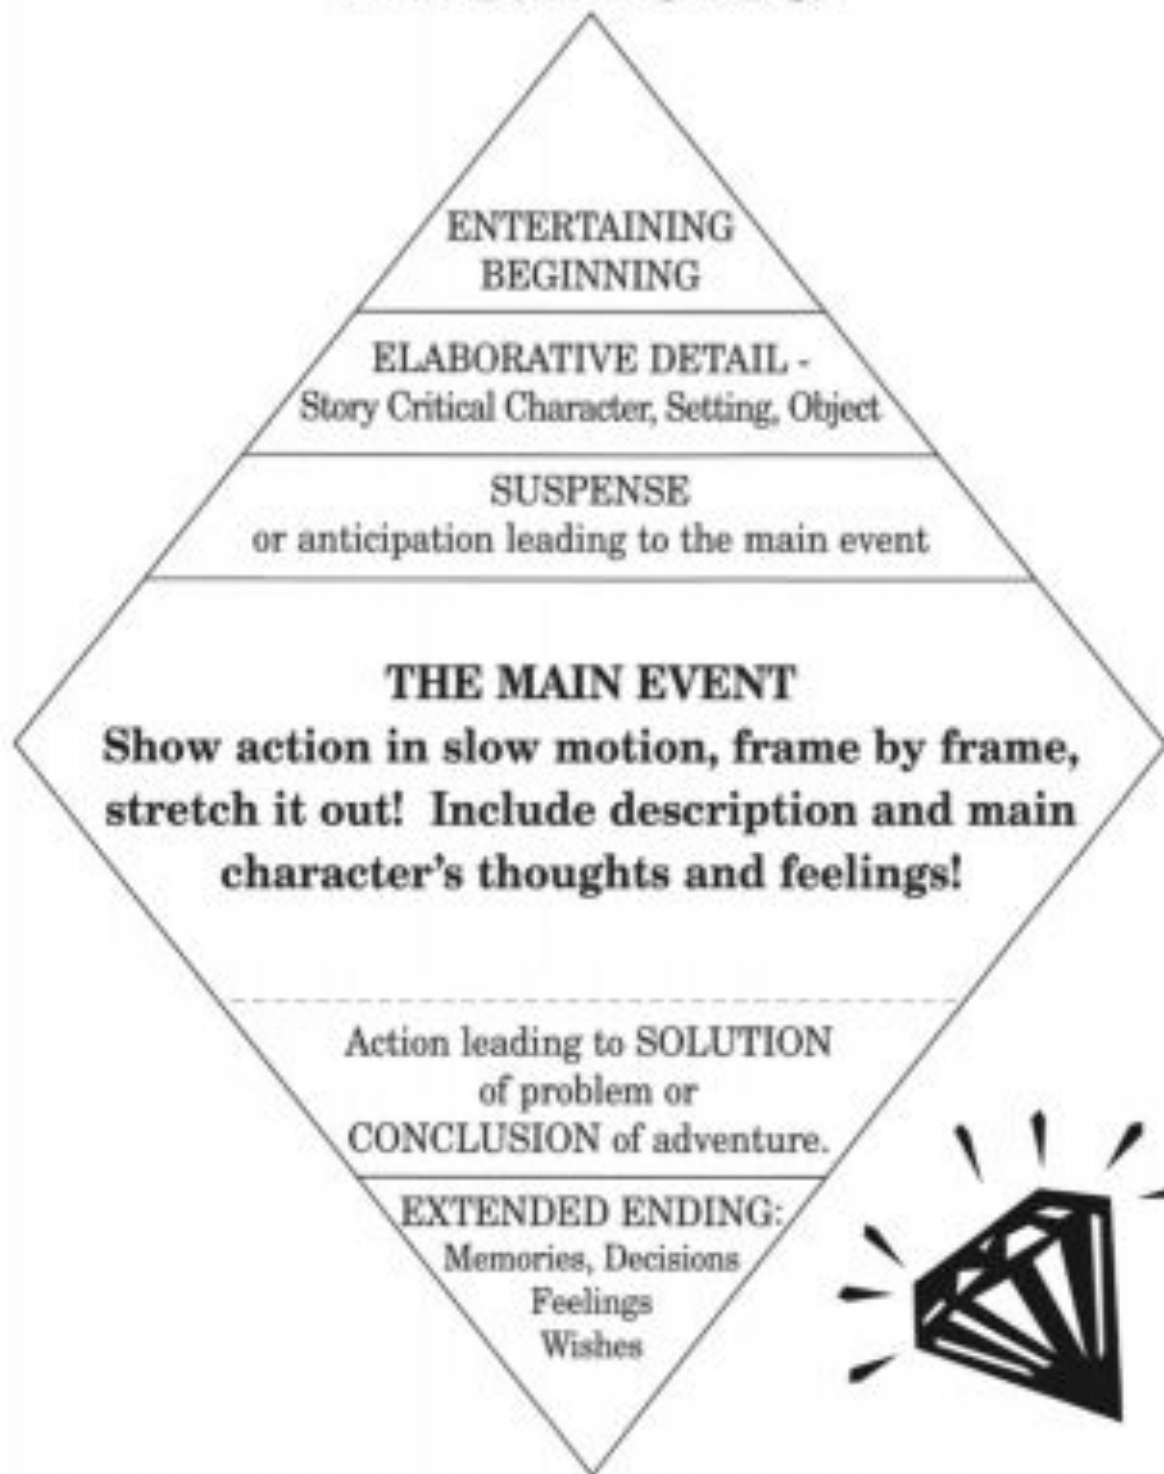 ENTERTAINING
BEGINNING
ELABORATIVE DETAIL -
Story Critical Character, Setting, Object
SUSPENSE
or anticipation leading to the main event
THE MAIN EVENT
Show action in slow motion, frame by frame,
stretch it out! Include description and main
character's thoughts and feelings!
Action leading to SOLUTION
of problem or
CONCLUSION of adventure.
EXTENDED ENDING:
Memories, Decisions
Feelings
Wishes